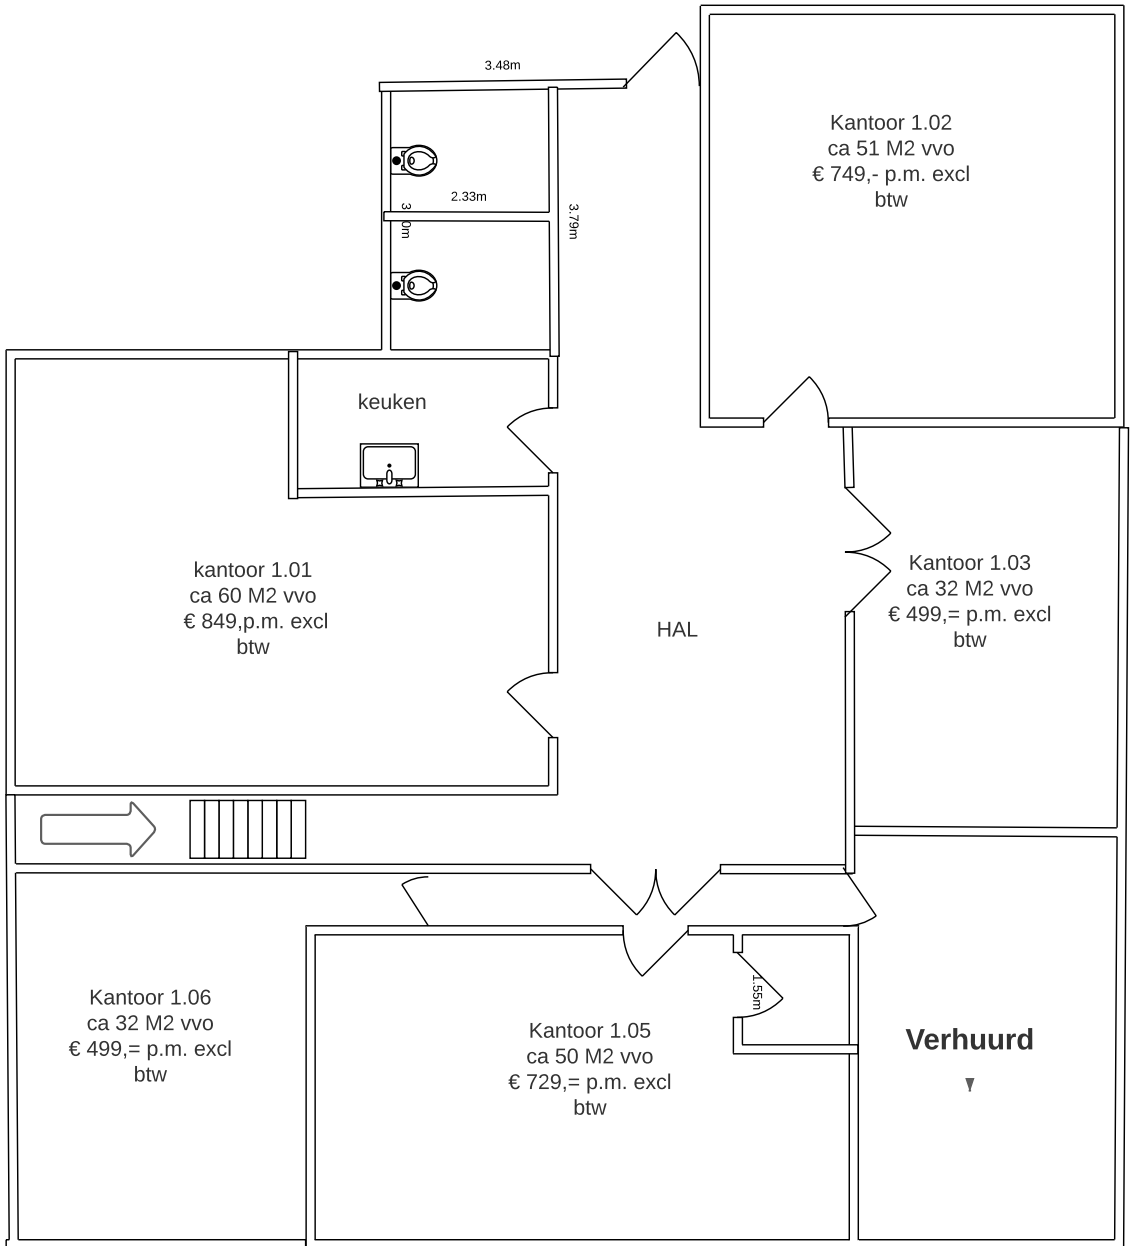 3.48m
Kantoor 1.02
ca 51 M2 vvo
€ 749,- p.m. excl
btw
2.33m
3.79m
keuken
kantoor 1.01
ca 60 M2 vvo
€ 849,p.m. excl
btw
HAL
Kantoor 1.03
ca 32 M2 vvo
€ 499,= p.m. excl
btw
Kantoor 1.06
ca 32 M2 vvo
€ 499,= p.m. excl
btw
Kantoor 1.05
ca 50 M2 vvo
€ 729,= p.m. excl
btw
1.55m
Verhuurd